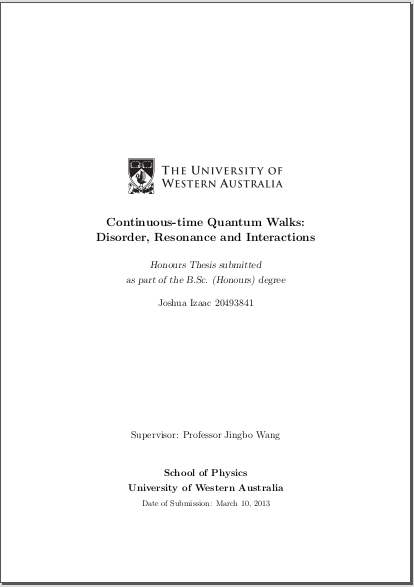 THE UNIVERSITY OF
WESTERN AUSTRALIA
Continuous-time Quantum Walks:
Disorder, Resonance and Interactions
Honours Thesis submitted
as part of the B.Sc. (Honours) degree
Joshua Izaac 20493841
Supervisor: Professor Jingbo Wang
School of Physics
University of Western Australia
Date of Submission: March 10, 2013